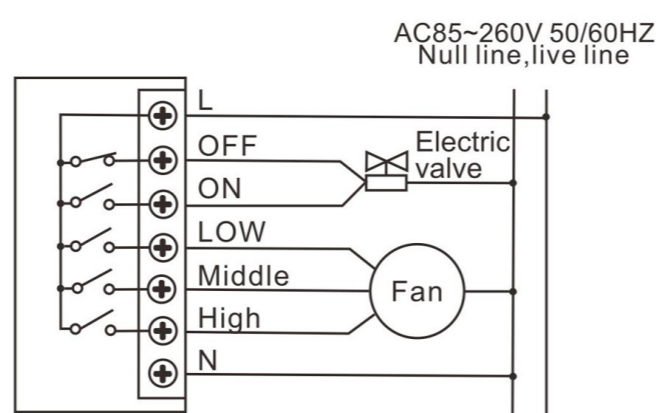 AC85~260V 50/60HZ
Null line,live line
L
OFF
Electric
valve
ON
LOW
Middle
Fan
High
N